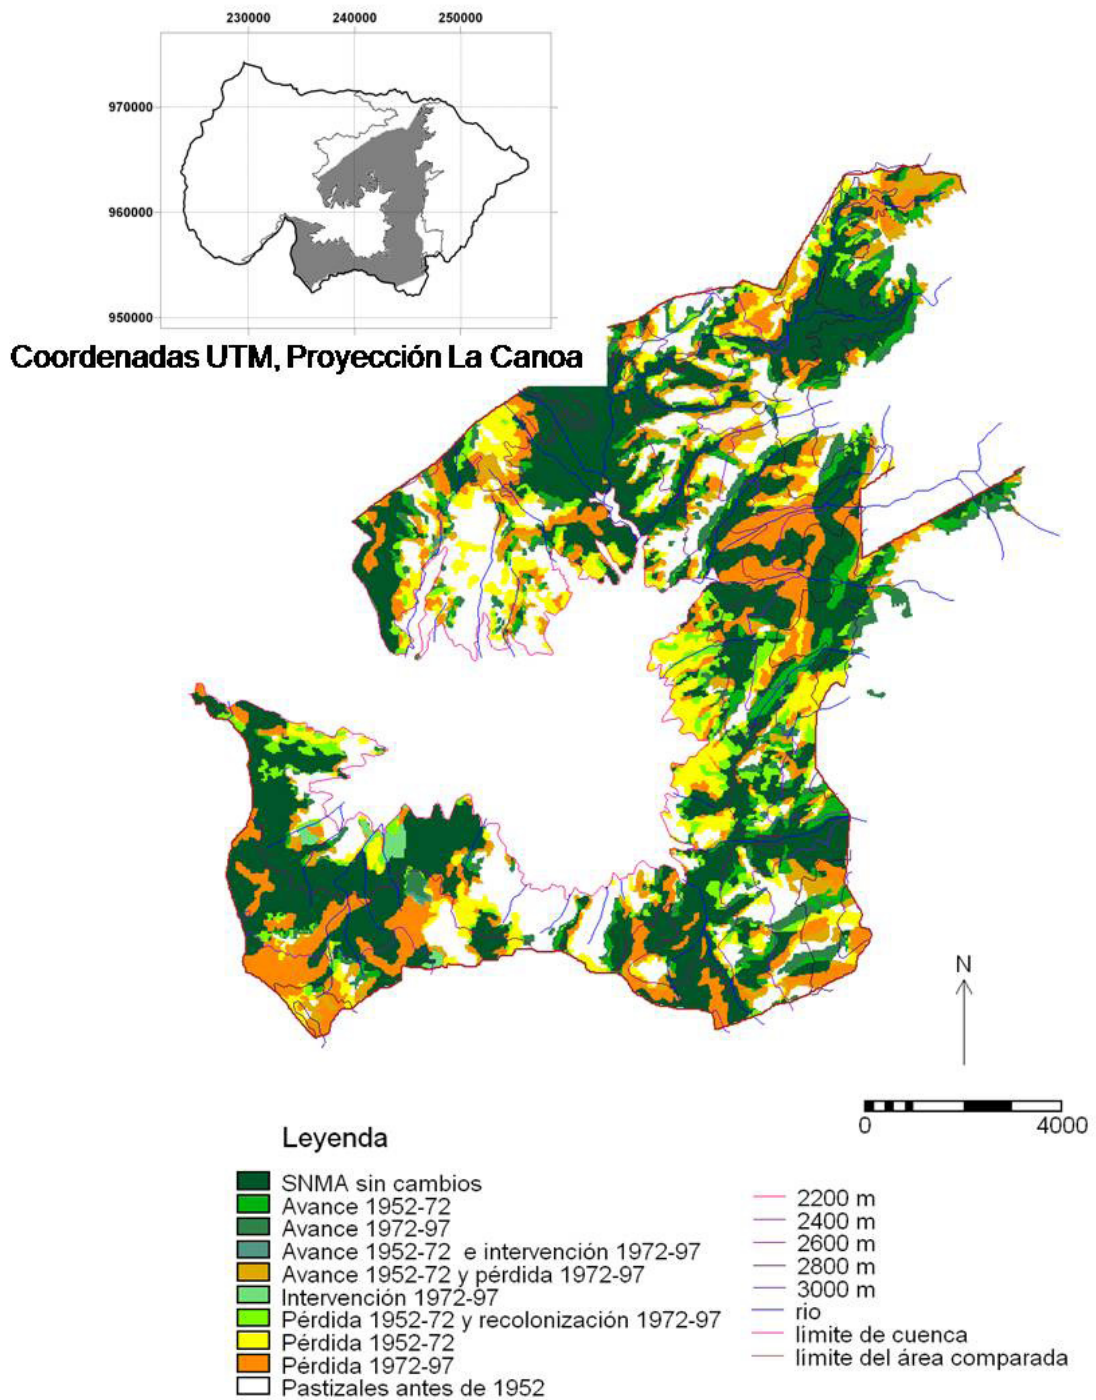 230000 240000 250000
970000
960000
950000
Coordenadas UTM, Proyección La Canoa
N
0 4000
Leyenda
SNMA sin cambios
Avance 1952-72
Avance 1972-97
Avance 1952-72 e intervención 1972-97
Avance 1952-72 y pérdida 1972-97
Intervención 1972-97
Pérdida 1952-72 y recolonización 1972-97
Pérdida 1952-72
Pérdida 1972-97
Pastizales antes de 1952
2200 m
2400 m
2600 m
2800 m
3000 m
rio
limite de cuenca
limite del área comparada